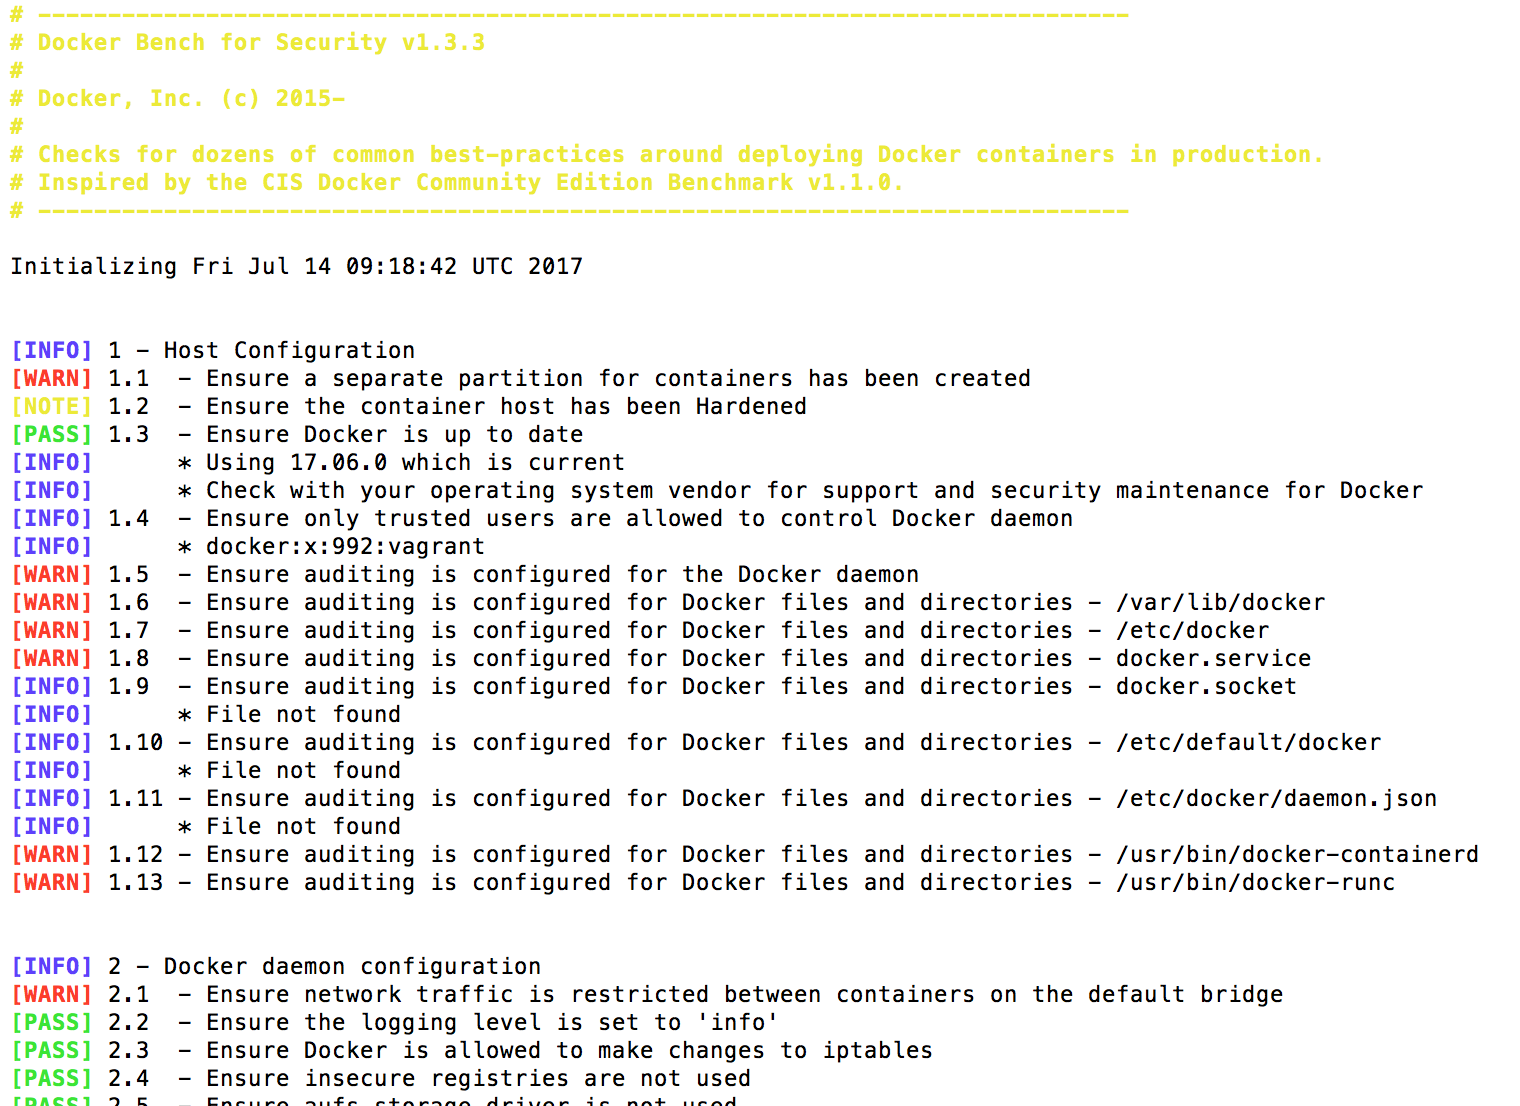 # ------------------------------------------------------------------------------
# Docker Bench for Security v1.3.3
#
# Docker, Inc. (c) 2015-
#
# Checks for dozens of common best-practices around deploying Docker containers in production.
# Inspired by the CIS Docker Community Edition Benchmark v1.1.0.
# ------------------------------------------------------------------------------
Initializing Fri Jul 14 09:18:42 UTC 2017
[INFO] 1 - Host Configuration
[WARN] 1.1  - Ensure a separate partition for containers has been created
[NOTE] 1.2  - Ensure the container host has been Hardened
[PASS] 1.3  - Ensure Docker is up to date
[INFO]      * Using 17.06.0 which is current
[INFO]      * Check with your operating system vendor for support and security maintenance for Docker
[INFO] 1.4  - Ensure only trusted users are allowed to control Docker daemon
[INFO]      * docker:x:992:vagrant
[WARN] 1.5  - Ensure auditing is configured for the Docker daemon
[WARN] 1.6  - Ensure auditing is configured for Docker files and directories - /var/lib/docker
[WARN] 1.7  - Ensure auditing is configured for Docker files and directories - /etc/docker
[WARN] 1.8  - Ensure auditing is configured for Docker files and directories - docker.service
[INFO] 1.9  - Ensure auditing is configured for Docker files and directories - docker.socket
[INFO]      * File not found
[INFO] 1.10 - Ensure auditing is configured for Docker files and directories - /etc/default/docker
[INFO]      * File not found
[INFO] 1.11 - Ensure auditing is configured for Docker files and directories - /etc/docker/daemon.json
[INFO]      * File not found
[WARN] 1.12 - Ensure auditing is configured for Docker files and directories - /usr/bin/docker-containerd
[WARN] 1.13 - Ensure auditing is configured for Docker files and directories - /usr/bin/docker-runc
[INFO] 2 - Docker daemon configuration
[WARN] 2.1  - Ensure network traffic is restricted between containers on the default bridge
[PASS] 2.2  - Ensure the logging level is set to 'info'
[PASS] 2.3  - Ensure Docker is allowed to make changes to iptables
[PASS] 2.4  - Ensure insecure registries are not used
[PASS] 2.5  - Ensure aufs storage driver is not used